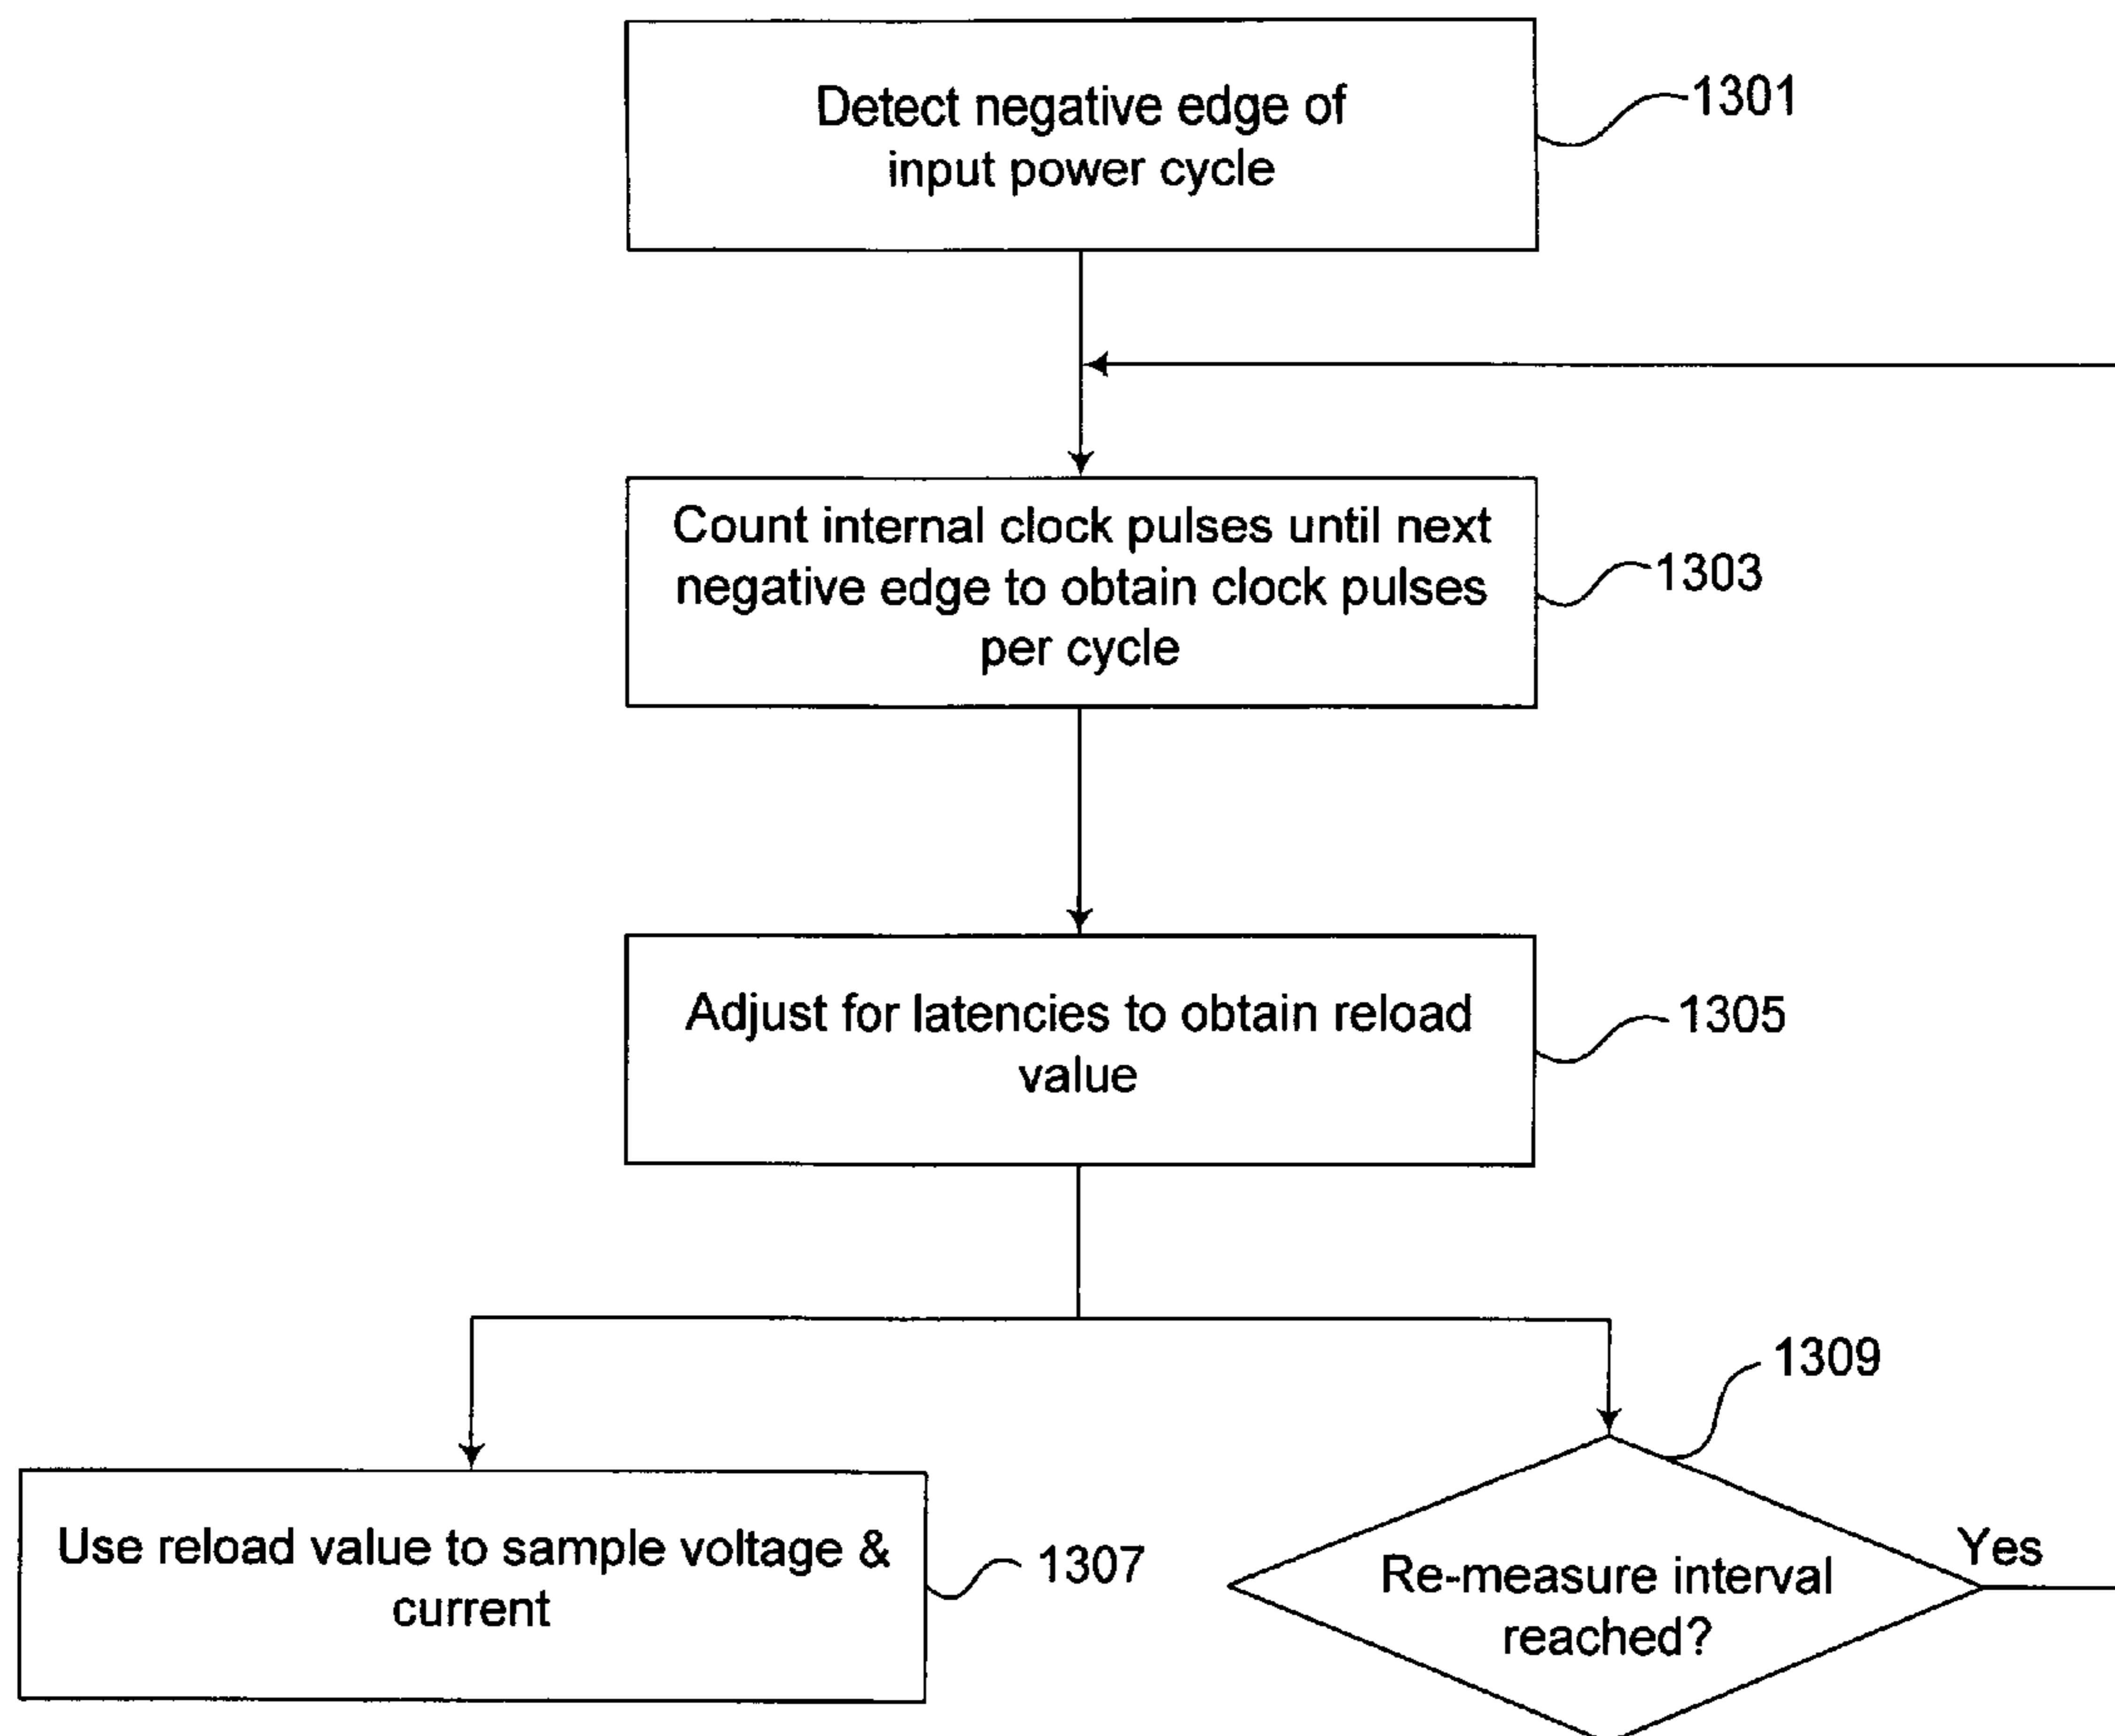 Detect negative edge of
input power cycle
1301
Count internal clock pulses until next
negative edge to obtain clock pulses
per cycle
1303
Adjust for latencies to obtain reload
value
1305
1309
Use reload value to sample voltage &
current
1307
Re-measure interval
reached?
Yes